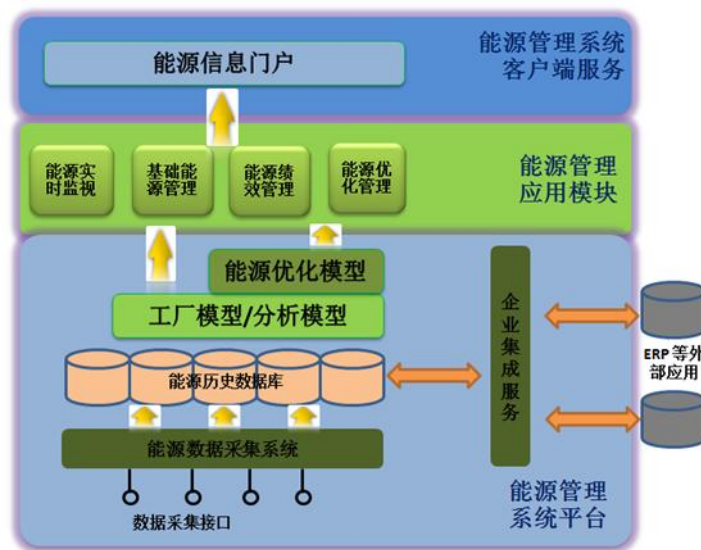 能源信息门户
能源管理系统
客户端服务
能源实
时监视
基础能
源管理
能源绩
效管理
能源优
化管理
能源管理
应用模块
能源优化模型
工厂模型/分析模型
能源历史数据库
能源数据采集系统
数据采集接口
企业集成服务
ERP 等外
部应用
能源管理
系统平台